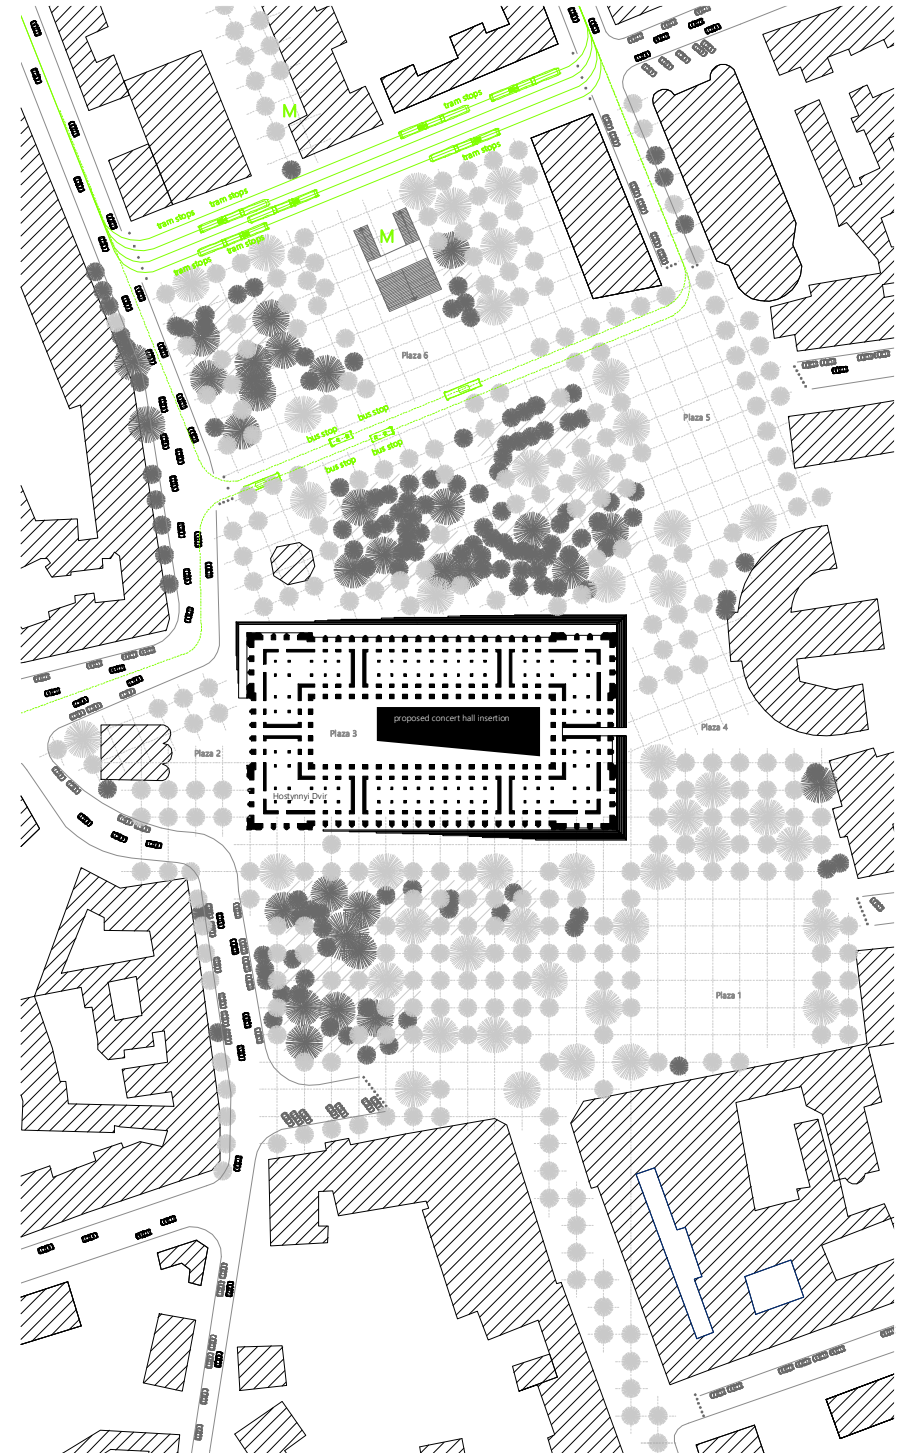 M
tram stops
tram stops
tram stops
tram stops
tram stops
M
tram stops
tram stops
Plaza 6
bus stop
Plaza 5
bus stop
bus stop
bus stop
proposed concert hall insertion
Plaza 4
Plaza 3
Plaza 2
Hostynnyi Dvir
Plaza 1